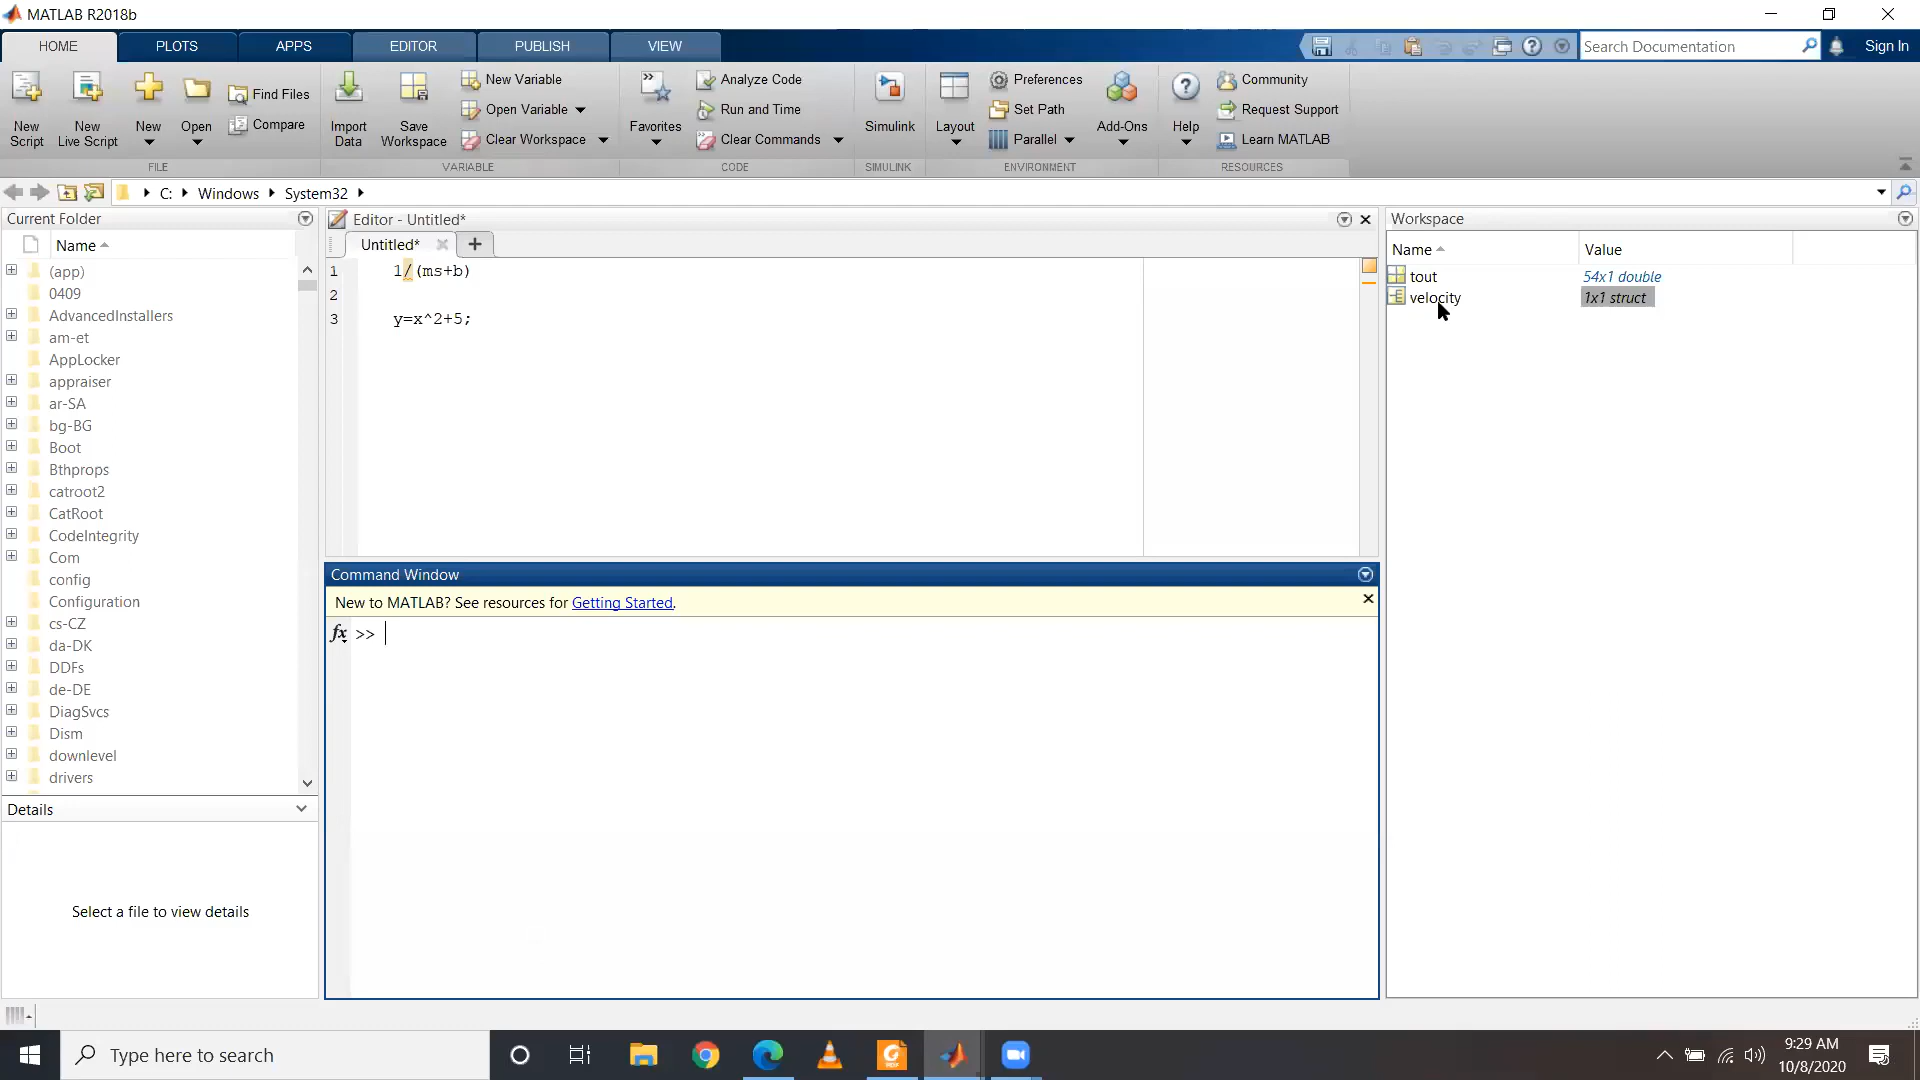 MATLAB R2018b
HOME PLOTS APPS EDITOR PUBLISH VIEW
Search Documentation
Sign In
New Script
New Live Script
New
Open
Find Files
Compare
FILE
Import Data
Save Workspace
New Variable
Open Variable
Clear Workspace
VARIABLE
Favorites
Analyze Code
Run and Time
Clear Commands
CODE
Simulink
SIMULINK
Layout
Preferences
Set Path
Parallel
Add-Ons
ENVIRONMENT
Help
Community
Request Support
Learn MATLAB
RESOURCES
C: Windows System32
Current Folder
Name
(app)
0409
AdvancedInstallers
am-et
AppLocker
appraiser
ar-SA
bg-BG
Boot
Bthprops
catroot2
CatRoot
CodeIntegrity
Com
config
Configuration
cs-CZ
da-DK
DDFs
de-DE
DiagSvcs
Dism
downlevel
drivers
Details
Select a file to view details
Editor - Untitled*
Untitled*
1 1/(ms+b)
2
3 y=x^2+5;
Command Window
New to MATLAB? See resources for Getting Started.
fx >>
Workspace
Name Value
tout 54x1 double
velocity 1x1 struct
Type here to search
9:29 AM
10/8/2020